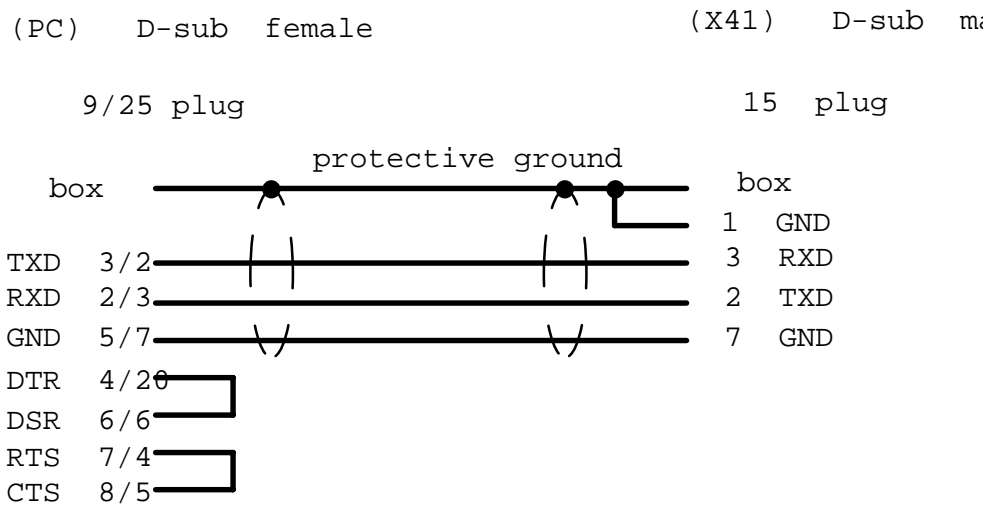 (PC) D-sub female (X41) D-sub
9/25 plug 15 plug
protective ground
box box
1 GND
TXD 3/2 3 RXD
RXD 2/3 2 TXD
GND 5/7 7 GND
DTR 4/20
DSR 6/6
RTS 7/4
CTS 8/5